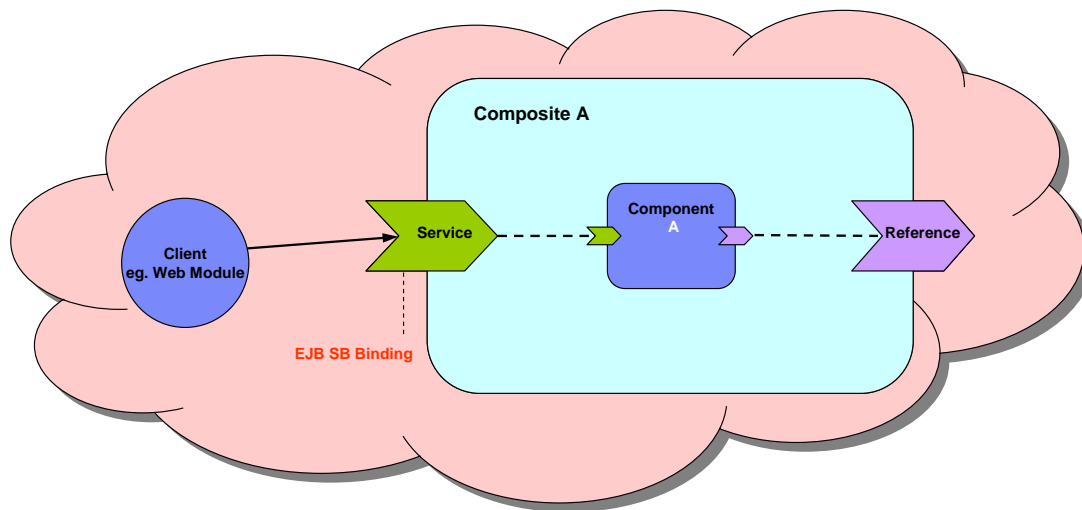 Composite A
Component
A
Service
Reference
Client
eg. Web Module
EJB SB Binding